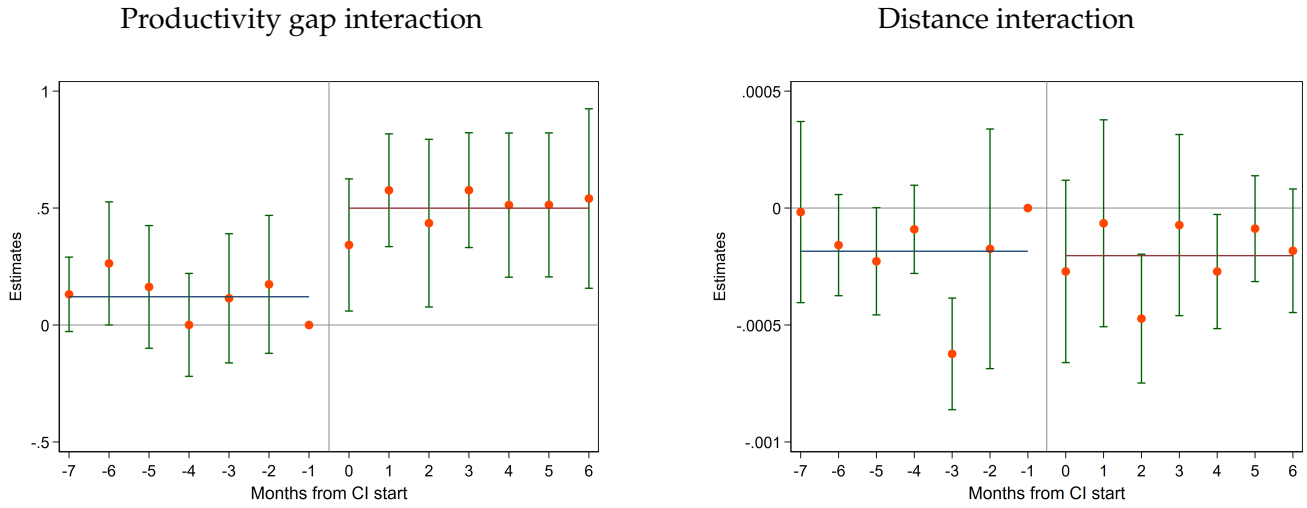 Productivity gap interaction
1
.5
0
-.5
Estimates
-7 -6 -5 -4 -3 -2 -1 0 1 2 3 4 5 6
Months from CI start
Distance interaction
.0005
0
-.0005
-.001
Estimates
-7 -6 -5 -4 -3 -2 -1 0 1 2 3 4 5 6
Months from CI start